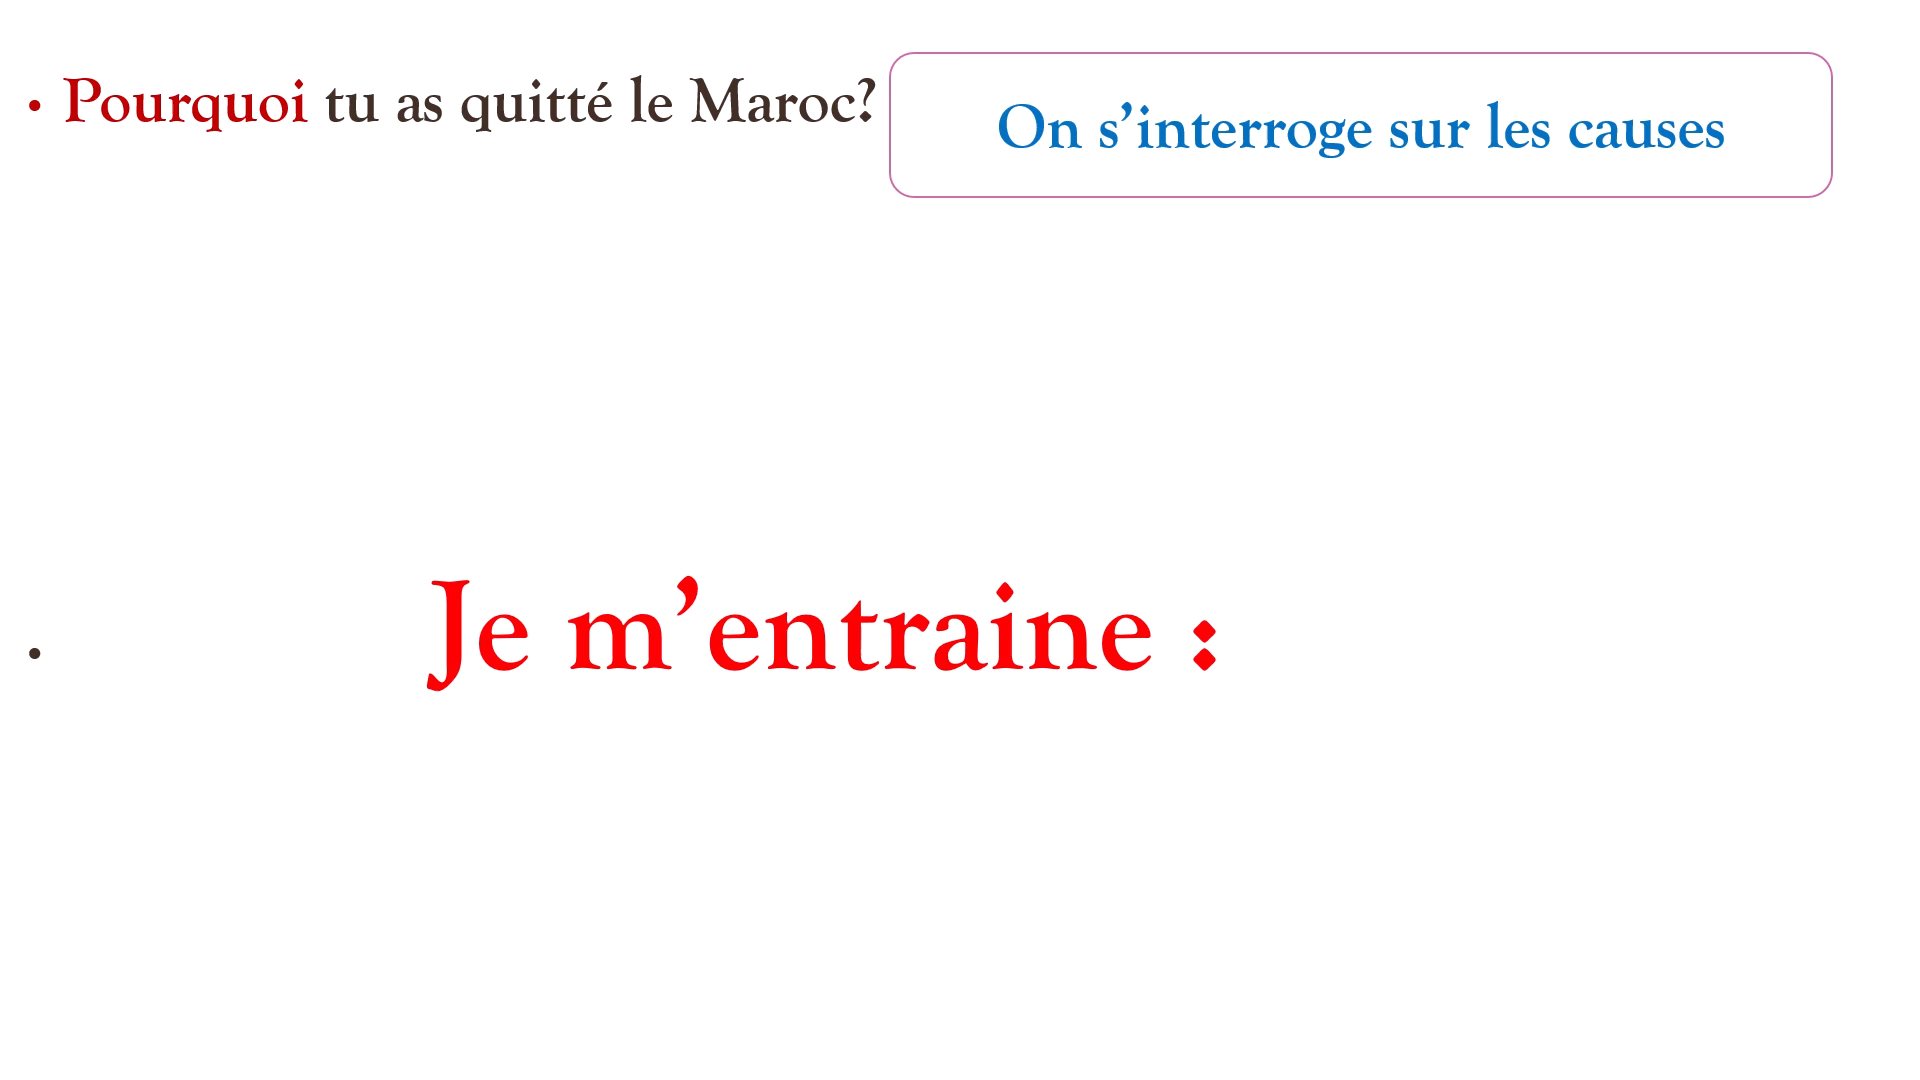 • Pourquoi tu as quitté le Maroc?
On s’interroge sur les causes
• Je m’entraine :